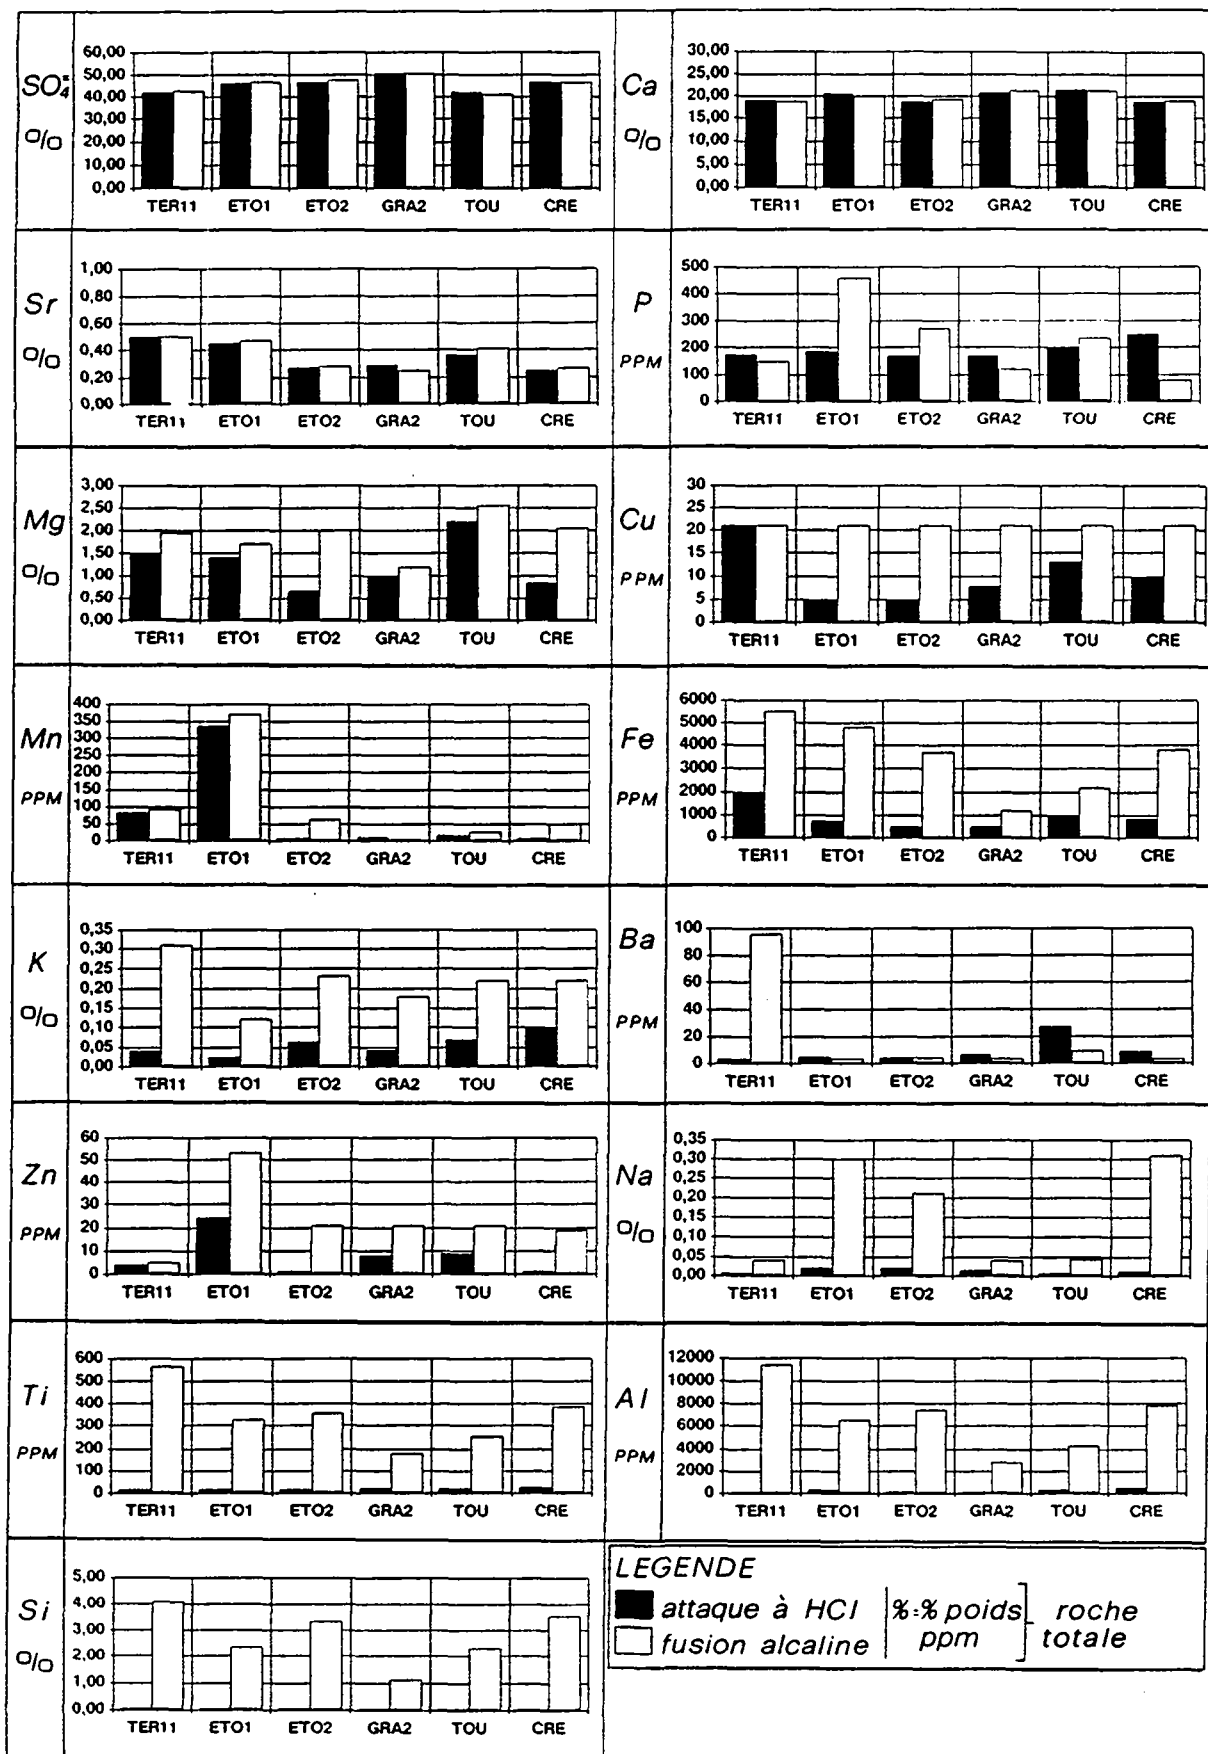 SO₄⁼
%
60,00
50,00
40,00
30,00
20,00
10,00
0,00
TER11 ETO1 ETO2 GRA2 TOU CRE
Ca
%
30,00
25,00
20,00
15,00
10,00
5,00
0,00
TER11 ETO1 ETO2 GRA2 TOU CRE
Sr
%
1,00
0,80
0,60
0,40
0,20
0,00
TER11 ETO1 ETO2 GRA2 TOU CRE
P
PPM
500
400
300
200
100
0
TER11 ETO1 ETO2 GRA2 TOU CRE
Mg
%
3,00
2,50
2,00
1,50
1,00
0,50
0,00
TER11 ETO1 ETO2 GRA2 TOU CRE
Cu
PPM
30
25
20
15
10
5
0
TER11 ETO1 ETO2 GRA2 TOU CRE
Mn
PPM
400
350
300
250
200
150
100
50
0
TER11 ETO1 ETO2 GRA2 TOU CRE
Fe
PPM
6000
5000
4000
3000
2000
1000
0
TER11 ETO1 ETO2 GRA2 TOU CRE
K
%
0,35
0,30
0,25
0,20
0,15
0,10
0,05
0,00
TER11 ETO1 ETO2 GRA2 TOU CRE
Ba
PPM
100
80
60
40
20
0
TER11 ETO1 ETO2 GRA2 TOU CRE
Zn
PPM
60
50
40
30
20
10
0
TER11 ETO1 ETO2 GRA2 TOU CRE
Na
%
0,35
0,30
0,25
0,20
0,15
0,10
0,05
0,00
TER11 ETO1 ETO2 GRA2 TOU CRE
Ti
PPM
600
500
400
300
200
100
0
TER11 ETO1 ETO2 GRA2 TOU CRE
Al
PPM
12000
10000
8000
6000
4000
2000
0
TER11 ETO1 ETO2 GRA2 TOU CRE
Si
%
5,00
4,00
3,00
2,00
1,00
0,00
TER11 ETO1 ETO2 GRA2 TOU CRE
LEGENDE
attaque à HCl %=% poids roche
fusion alcaline ppm totale